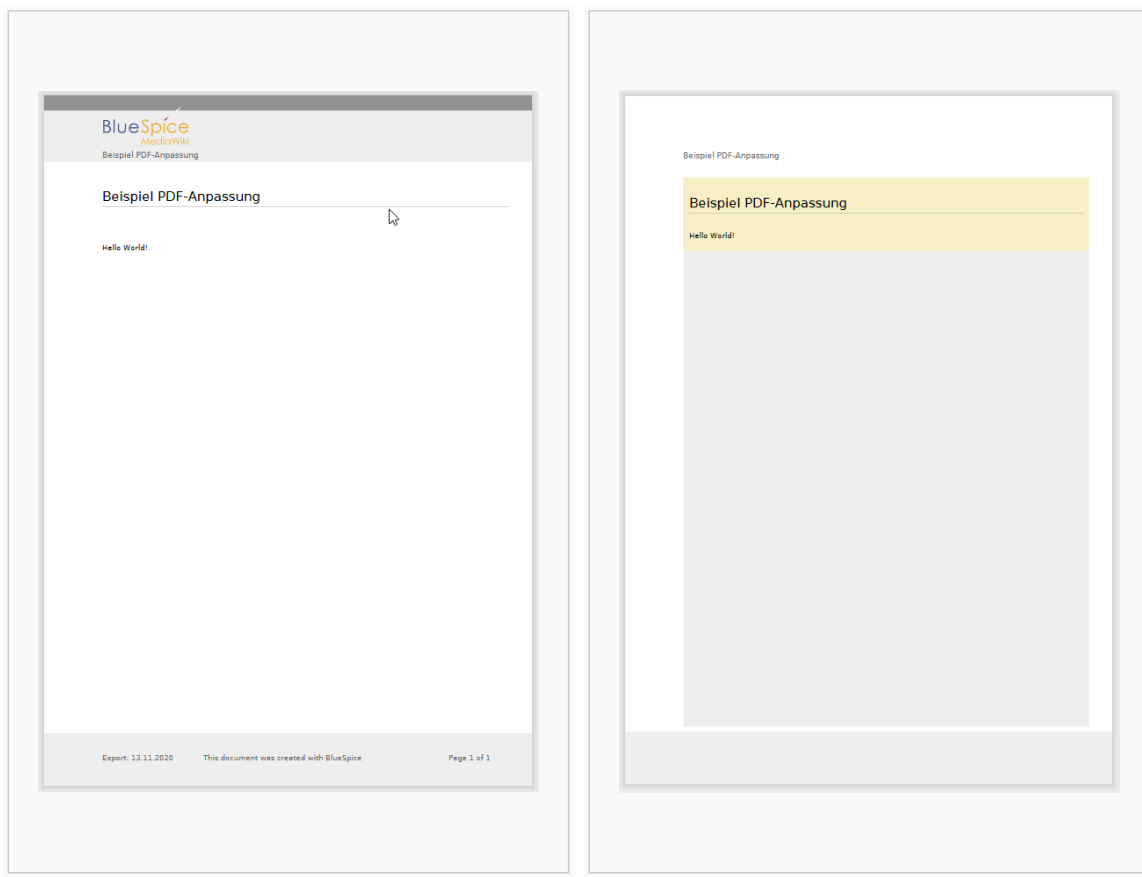 BlueSpice
MediaWiki
Beispiel PDF-Anpassung
Beispiel PDF-Anpassung
Hello World!
Export: 13.11.2020 This document was created with BlueSpice Page 1 of 1
Beispiel PDF-Anpassung
Beispiel PDF-Anpassung
Hello World!